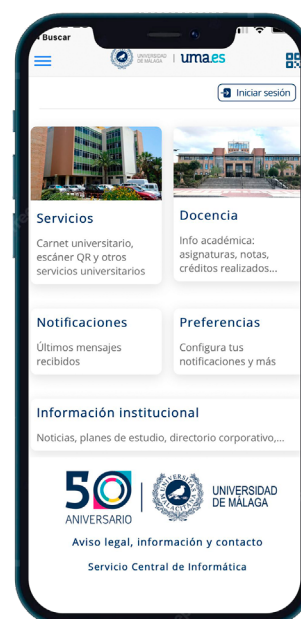 Buscar
UNIVERSIDAD
DE MÁLAGA
uma.es
Iniciar sesión
Servicios
Carnet universitario,
escáner QR y otros
servicios universitarios
Docencia
Info académica:
asignaturas, notas,
créditos realizados...
Notificaciones
Últimos mensajes
recibidos
Preferencias
Configura tus
notificaciones y más
Información institucional
Noticias, planes de estudio, directorio corporativo,...
50
ANIVERSARIO
UNIVERSIDAD
DE MÁLAGA
Aviso legal, información y contacto
Servicio Central de Informática